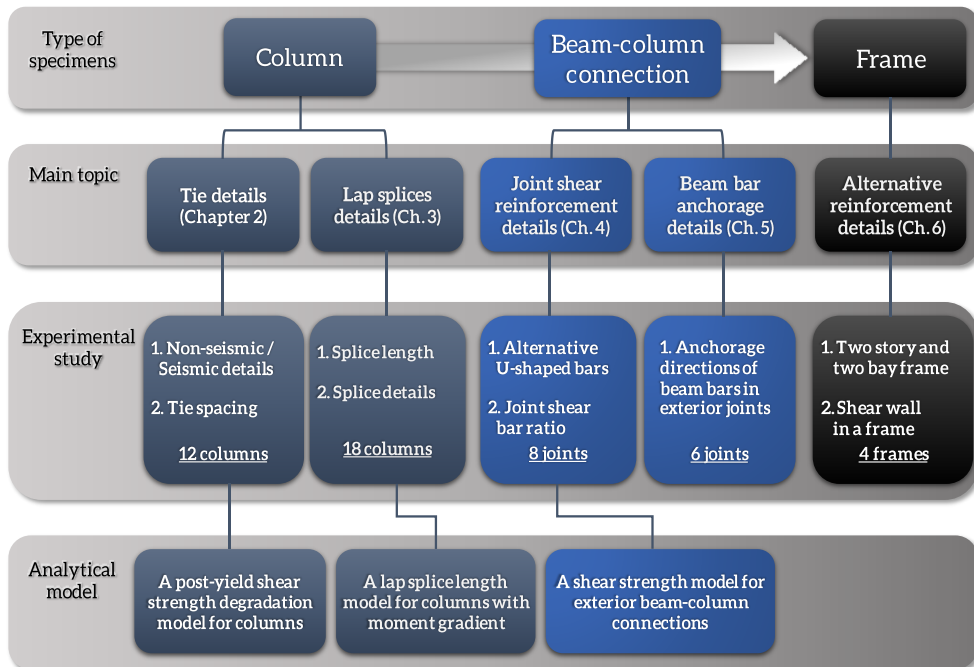 Type of
specimens
Column
Beam-column
connection
Frame
Main topic
Tie details
(Chapter 2)
Lap splices
details (Ch. 3)
Joint shear
reinforcement
details (Ch. 4)
Beam bar
anchorage
details (Ch. 5)
Alternative
reinforcement
details (Ch. 6)
Experimental
study
1. Non-seismic /
Seismic details
2. Tie spacing
12 columns
1. Splice length
2. Splice details
18 columns
1. Alternative
U-shaped bars
2. Joint shear
bar ratio
8 joints
1. Anchorage
directions of
beam bars in
exterior joints
6 joints
1. Two story and
two bay frame
2. Shear wall
in a frame
4 frames
Analytical
model
A post-yield shear
strength degradation
model for columns
A lap splice length
model for columns with
moment gradient
A shear strength model for
exterior beam-column
connections